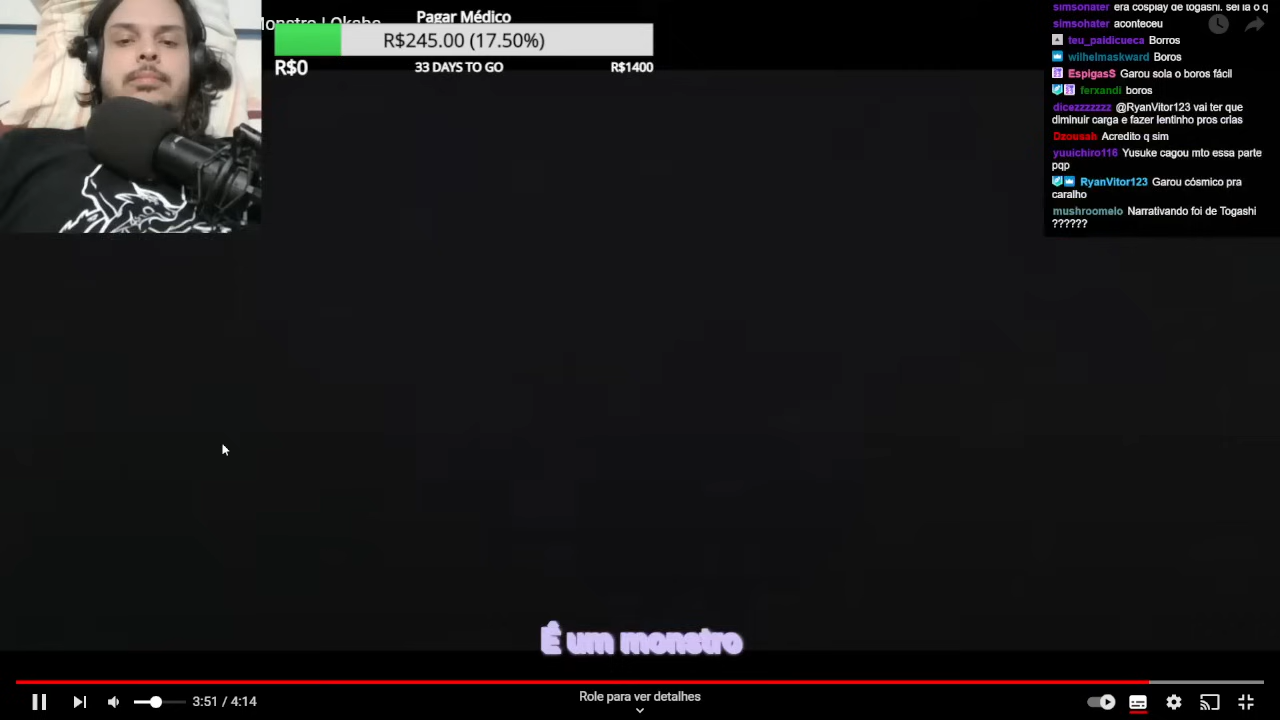 Monstro | Okabe
Pagar Médico
R$245.00 (17.50%)
R$0
33 DAYS TO GO
R$1400
simsohater era cosplay de togashi. sei la o q
simsohater aconteceu
teu_paidicueca Borros
wilhelmaskward Boros
EspigasS Garou sola o boros fácil
ferxandi boros
dicezzzzzzz @RyanVitor123 vai ter que
diminuir carga e fazer lentinho pros crias
Dzousah Acredito q sim
yuuichiro116 Yusuke cagou mto essa parte
pqp
RyanVitor123 Garou cósmico pra
caralho
mushroomelo Narrativando foi de Togashi
??????
É um monstro
3:51 / 4:14
Role para ver detalhes